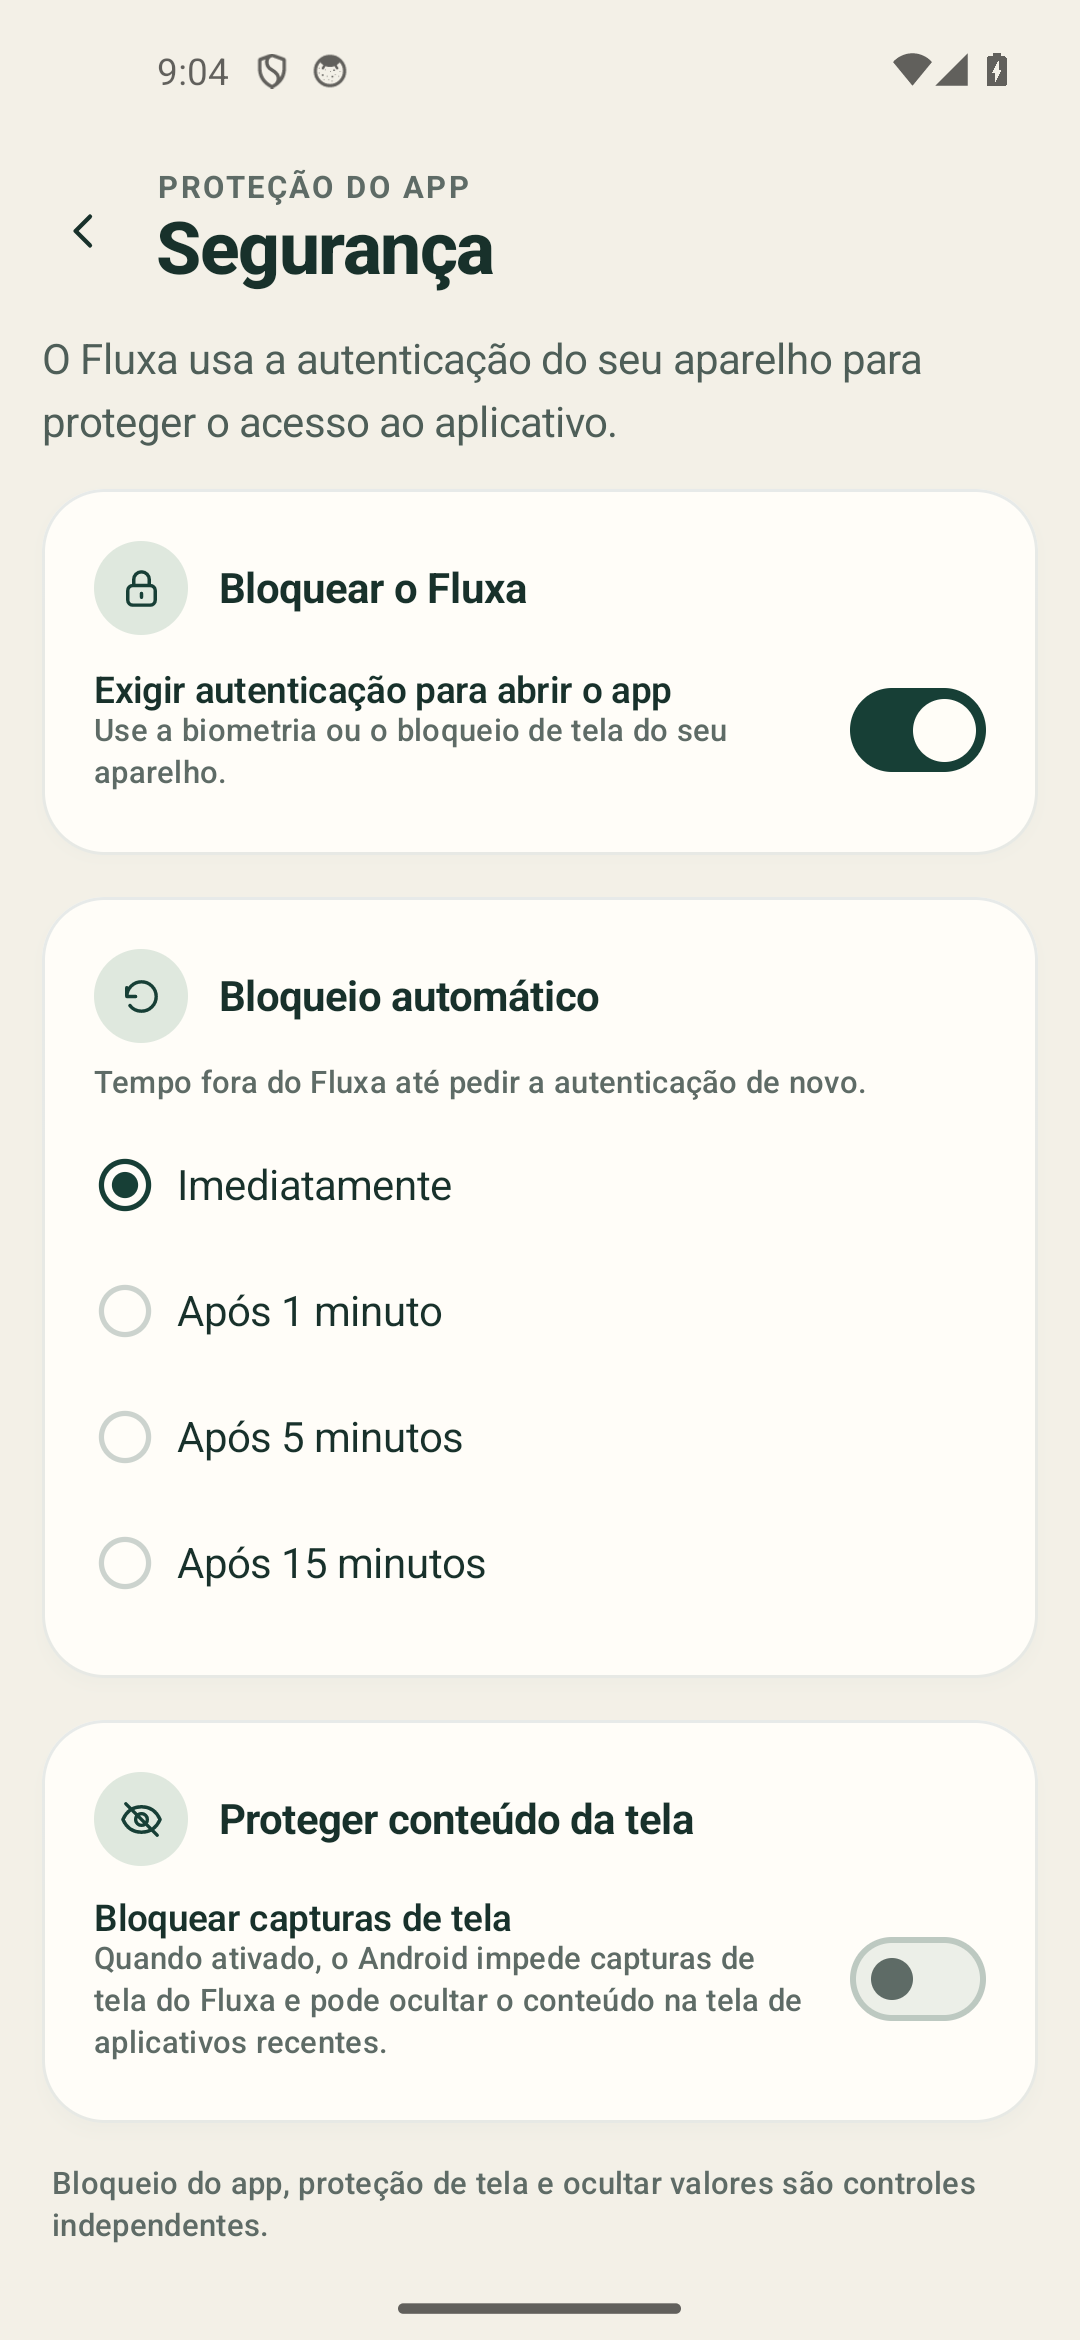 9:04
PROTEÇÃO DO APP
Segurança
O Fluxa usa a autenticação do seu aparelho para
proteger o acesso ao aplicativo.
Bloquear o Fluxa
Exigir autenticação para abrir o app
Use a biometria ou o bloqueio de tela do seu
aparelho.
Bloqueio automático
Tempo fora do Fluxa até pedir a autenticação de novo.
Imediatamente
Após 1 minuto
Após 5 minutos
Após 15 minutos
Proteger conteúdo da tela
Bloquear capturas de tela
Quando ativado, o Android impede capturas de
tela do Fluxa e pode ocultar o conteúdo na tela de
aplicativos recentes.
Bloqueio do app, proteção de tela e ocultar valores são controles
independentes.